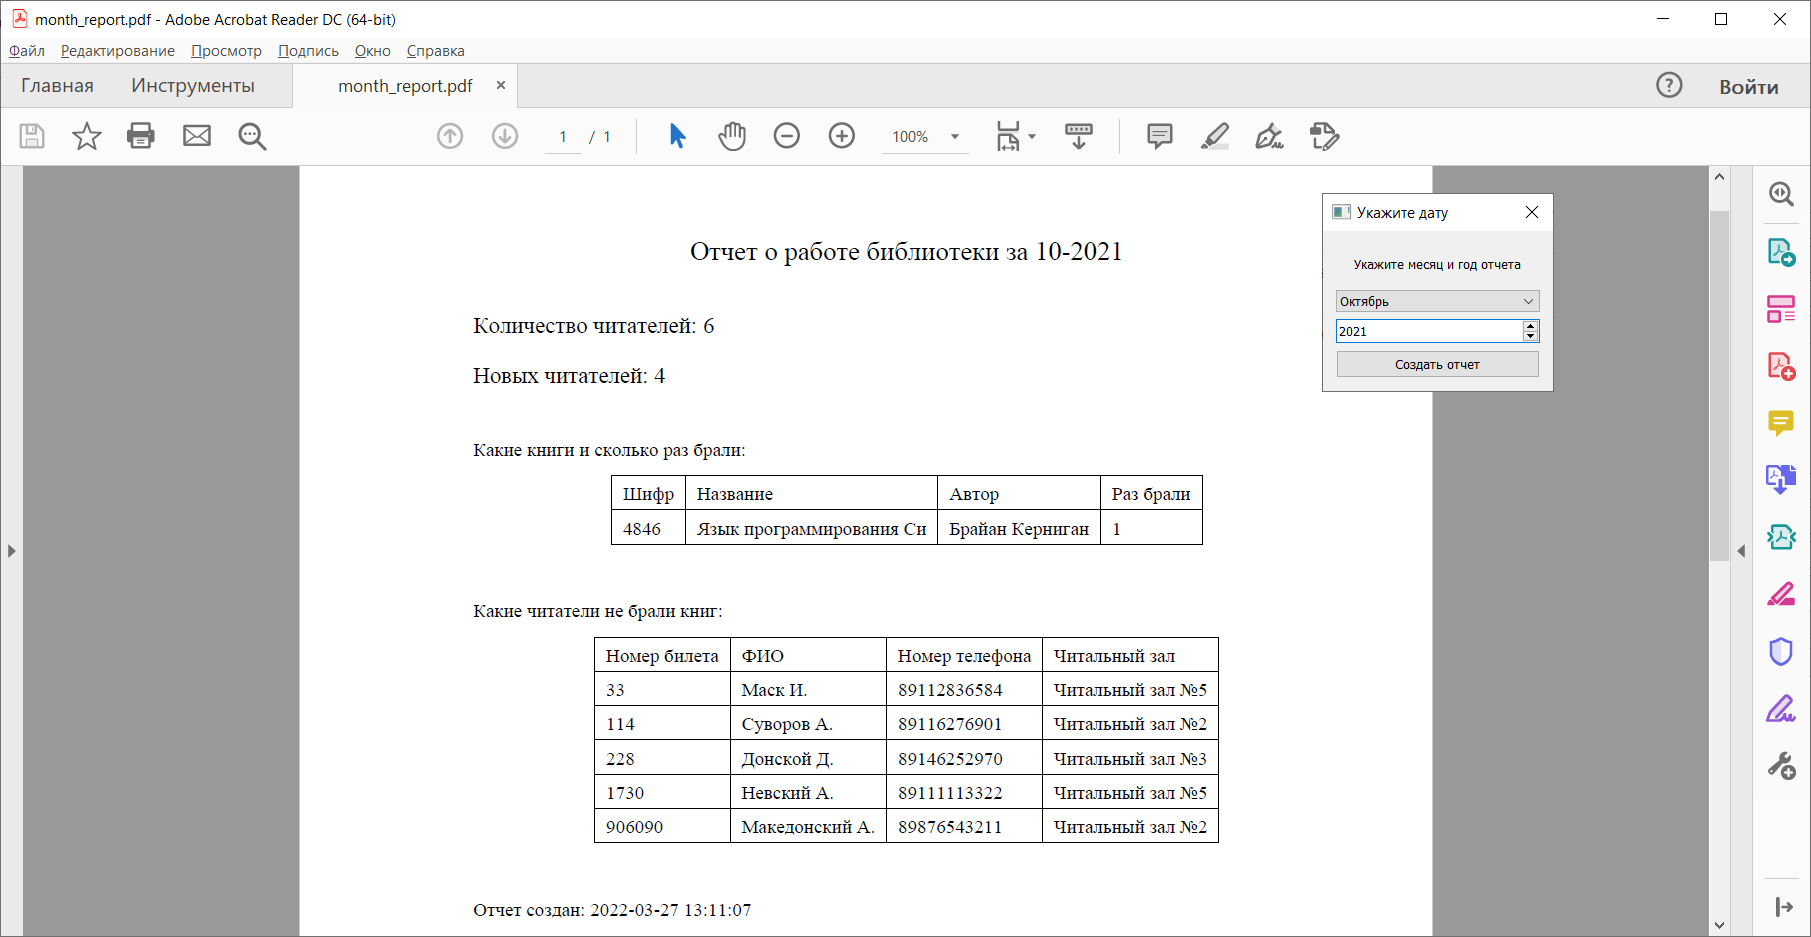 month_report.pdf - Adobe Acrobat Reader DC (64-bit)
Файл Редактирование Просмотр Подпись Окно Справка
Главная Инструменты month_report.pdf × ? Войти
1 / 1 100%
Отчет о работе библиотеки за 10-2021
Количество читателей: 6
Новых читателей: 4
Какие книги и сколько раз брали:
Шифр Название Автор Раз брали
4846 Язык программирования Си Брайан Керниган 1
Какие читатели не брали книг:
Номер билета ФИО Номер телефона Читальный зал
33 Маск И. 89112836584 Читальный зал №5
114 Суворов А. 89116276901 Читальный зал №2
228 Донской Д. 89146252970 Читальный зал №3
1730 Невский А. 89111113322 Читальный зал №5
906090 Македонский А. 89876543211 Читальный зал №2
Отчет создан: 2022-03-27 13:11:07
Укажите дату
Укажите месяц и год отчета
Октябрь
2021
Создать отчет